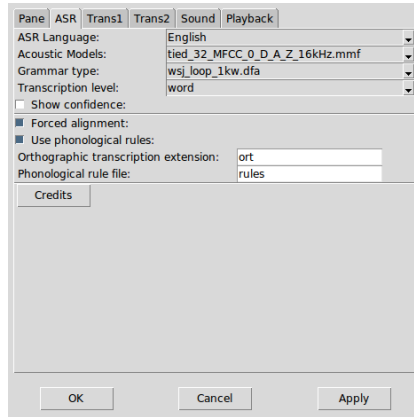 Pane ASR Trans1 Trans2 Sound Playback
ASR Language: English
Acoustic Models: tied_32_MFCC_0_D_A_Z_16kHz.mmf
Grammar type: wsj_loop_1kw.dfa
Transcription level: word
Show confidence:
Forced alignment:
Use phonological rules:
Orthographic transcription extension: ort
Phonological rule file: rules
Credits
OK Cancel Apply